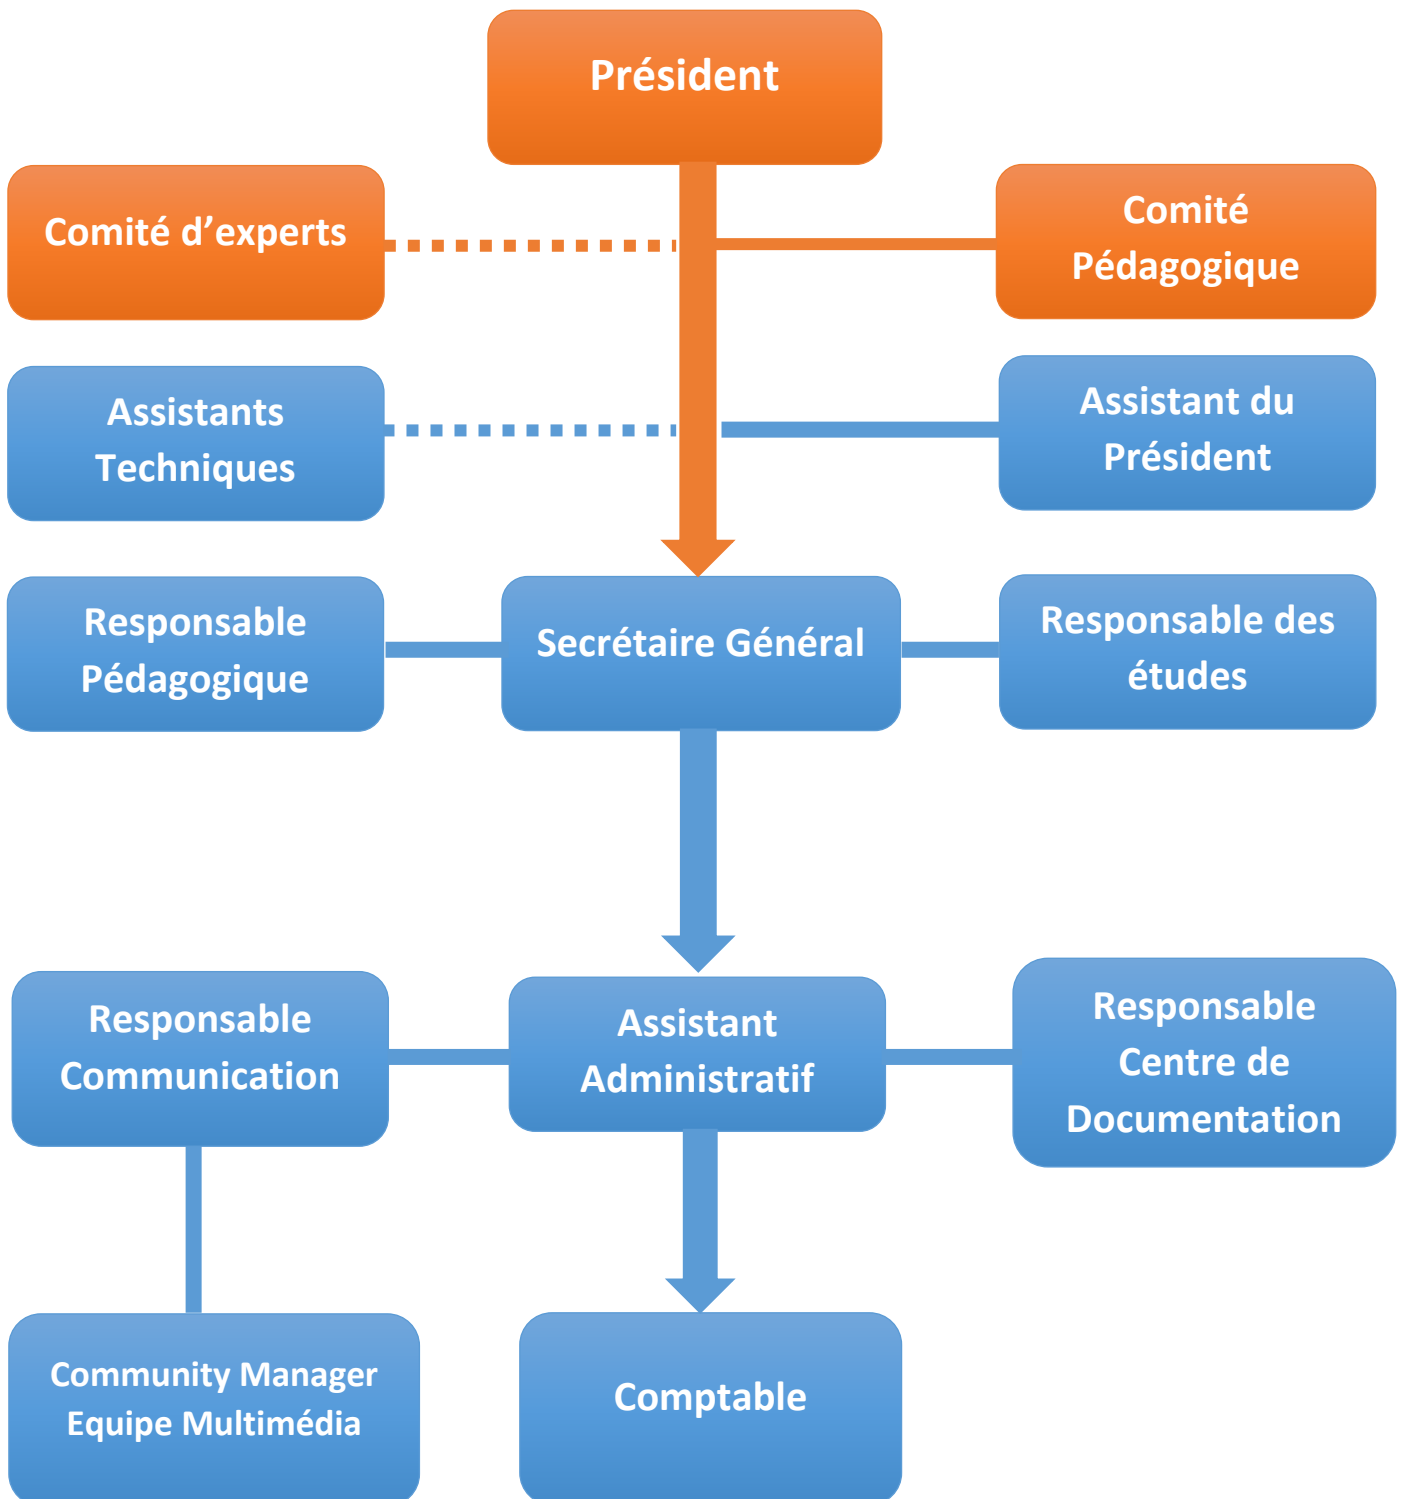 Président
Comité d’experts
Comité
Pédagogique
Assistants
Techniques
Assistant du
Président
Responsable
Pédagogique
Secrétaire Général
Responsable des
études
Responsable
Communication
Assistant
Administratif
Responsable
Centre de
Documentation
Community Manager
Equipe Multimédia
Comptable